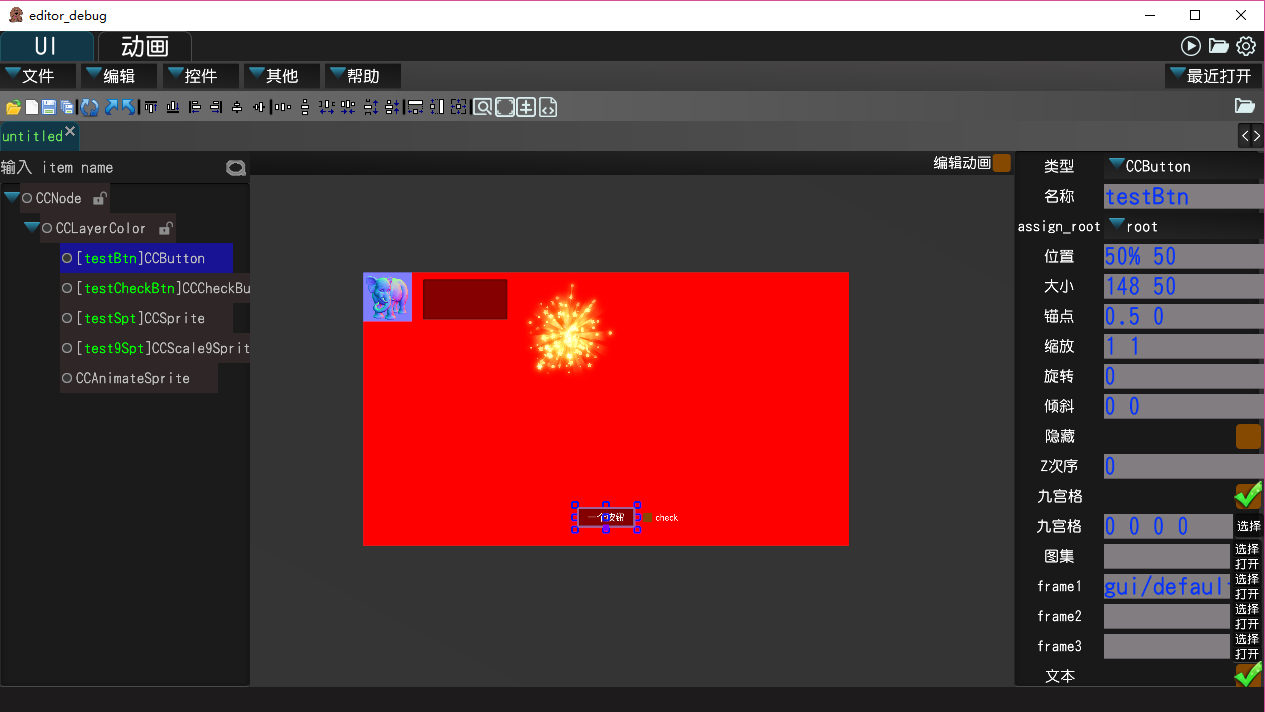 editor_debug
UI 动画
文件 编辑 控件 其他 帮助 最近打开
untitled
输入 item name
编辑动画
CCNode
CCLayerColor
[testBtn]CCButton
[testCheckBtn]CCCheckBu
[testSpt]CCSprite
[test9Spt]CCScale9Sprit
CCAnimateSprite
一个按钮 check
类型 CCButton
名称 testBtn
assign_root root
位置 50% 50
大小 148 50
锚点 0.5 0
缩放 1 1
旋转 0
倾斜 0 0
隐藏
Z次序 0
九宫格
九宫格 0 0 0 0 选择
图集 选择 打开
frame1 gui/defaul 选择 打开
frame2 选择 打开
frame3 选择 打开
文本